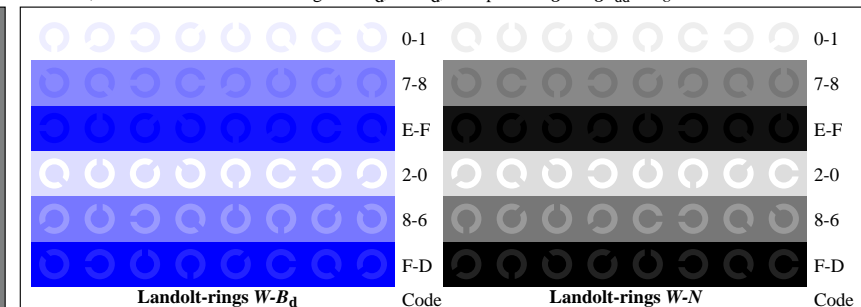 0-1 0-1
7-8 7-8
E-F E-F
2-0 2-0
8-6 8-6
F-D F-D
Landolt-rings W-Bd Code Landolt-rings W-N Code